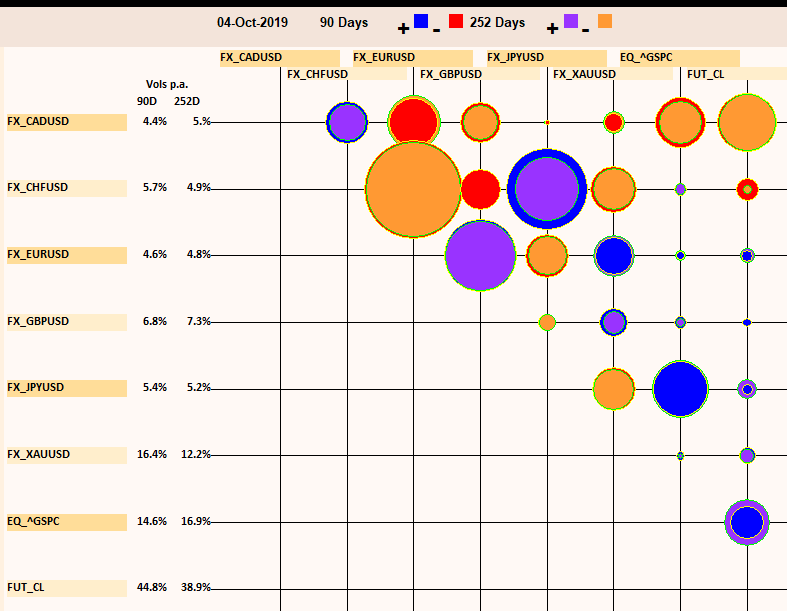 04-Oct-2019 90 Days + - 252 Days + -
FX_CADUSD FX_EURUSD FX_JPYUSD EQ_^GSPC
FX_CHFUSD FX_GBPUSD FX_XAUUSD FUT_CL
Vols p.a.
90D 252D
FX_CADUSD 4.4% 5.%
FX_CHFUSD 5.7% 4.9%
FX_EURUSD 4.6% 4.8%
FX_GBPUSD 6.8% 7.3%
FX_JPYUSD 5.4% 5.2%
FX_XAUUSD 16.4% 12.2%
EQ_^GSPC 14.6% 16.9%
FUT_CL 44.8% 38.9%